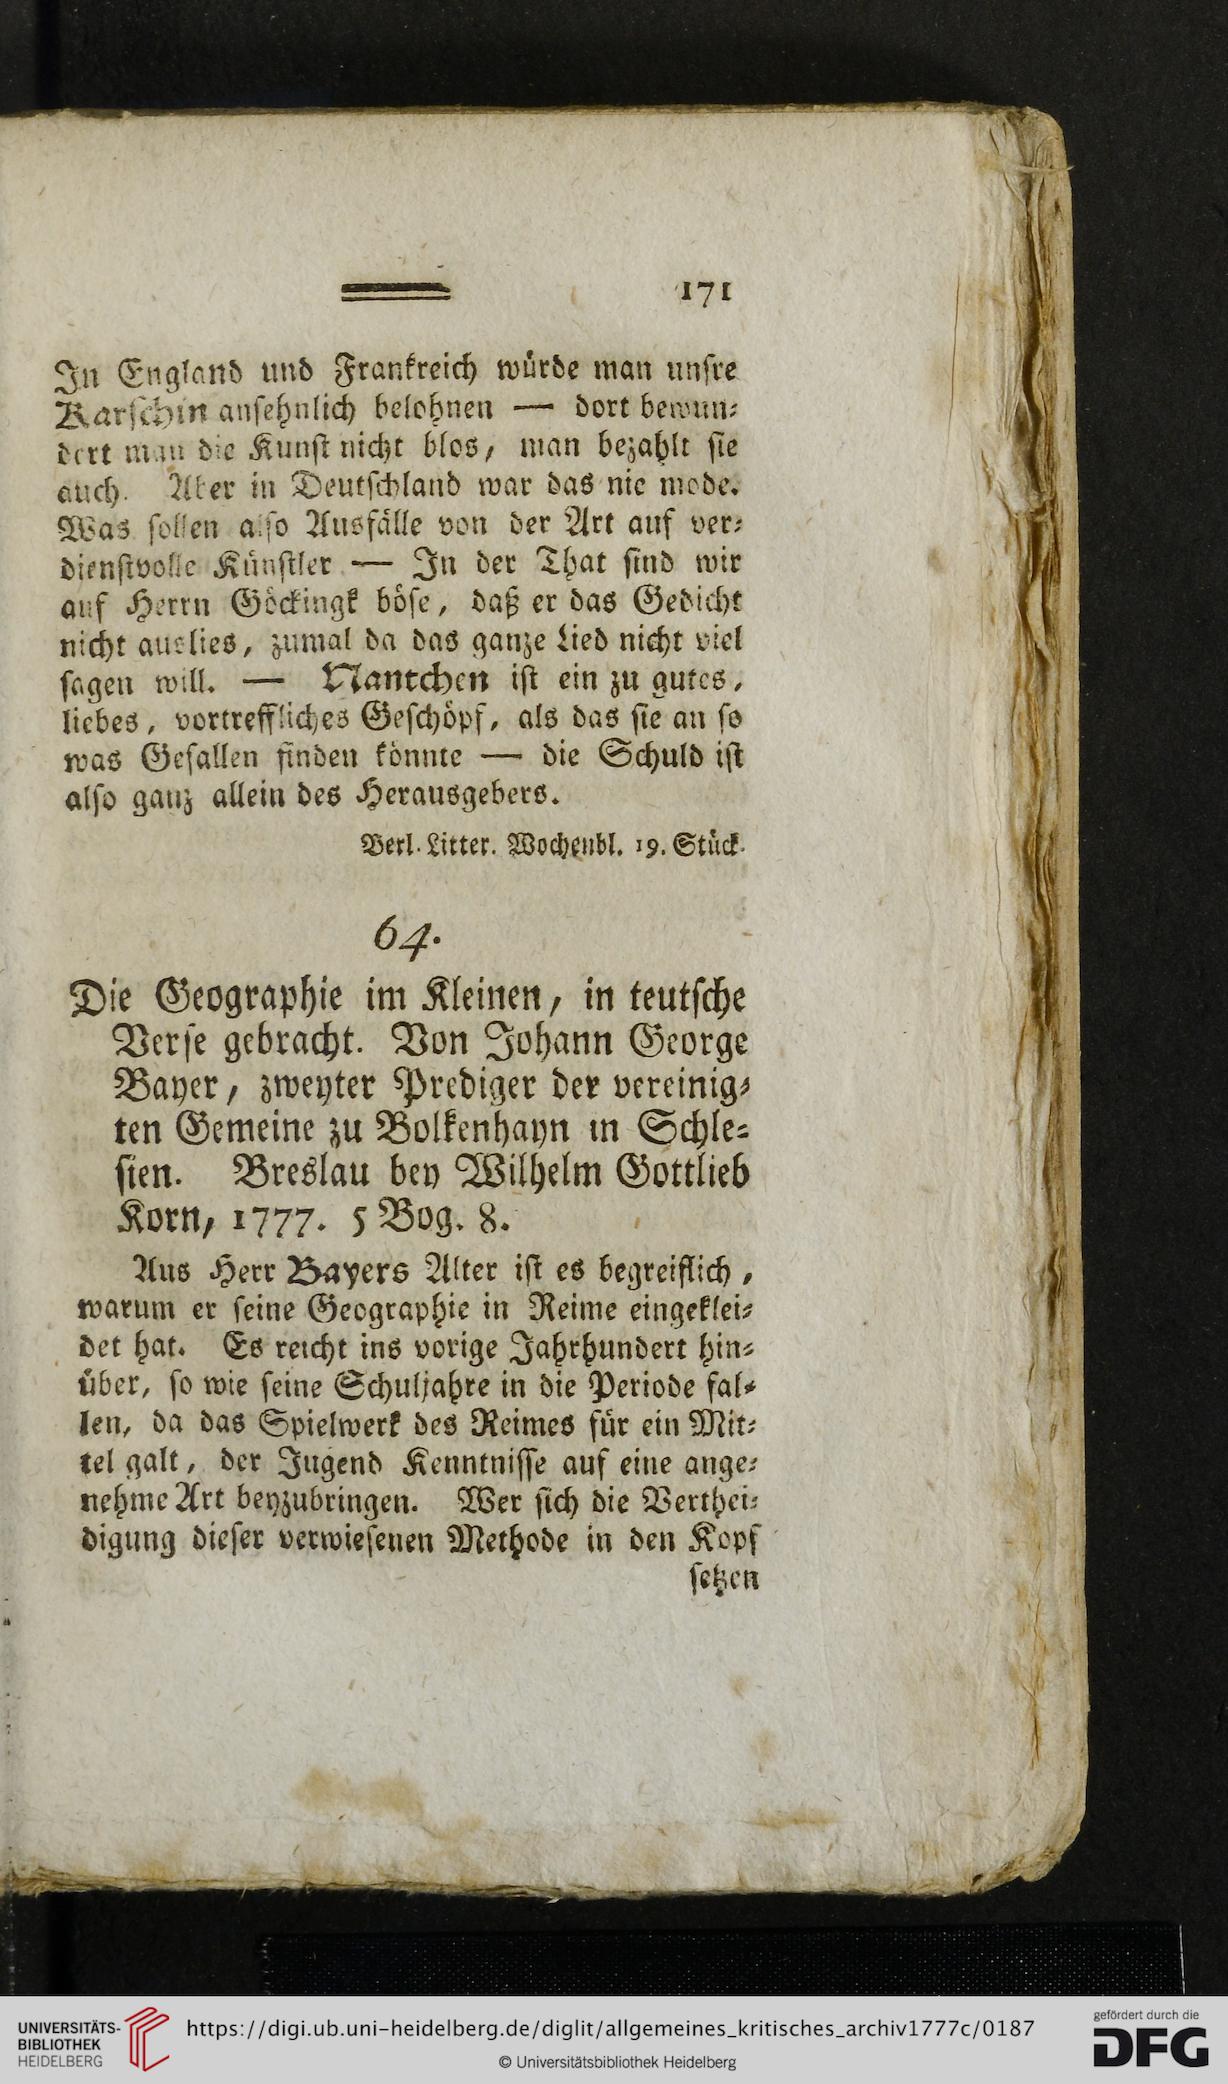 171
In England und Frankreich würde man unsre
Karschin ansehnlich belohnen — dort bewun-
dert man die Kunst nicht blos, man bezahlt sie
auch. Aber in Deutschland war das nie mode.
Was sollen also Ausfälle von der Art auf ver-
dienstvolle Künstler — In der That sind wir
auf Herrn Göckingk böse, daß er das Gedicht
nicht auslies, zumal da das ganze Lied nicht viel
sagen will. — Nantchen ist ein zu gutes,
liebes, vortreffliches Geschöpf, als das sie an so
was Gefallen finden könnte — die Schuld ist
also ganz allein des Herausgebers.
Berl. Litter. Wochenbl. 19. Stück.
64.
Die Geographie im Kleinen, in teutsche
Verse gebracht. Von Johann George
Bayer, zweyter Prediger der vereinig-
ten Gemeine zu Bolkenhayn in Schle-
sien. Breslau bey Wilhelm Gottlieb
Korn, 1777. 5 Bog. 8.
Aus Herr Bayers Alter ist es begreiflich,
warum er seine Geographie in Reime eingeklei-
det hat. Es reicht ins vorige Jahrhundert hin-
über, so wie seine Schuljahre in die Periode fal-
len, da das Spielwerk des Reimes für ein Mit-
tel galt, der Jugend Kenntnisse auf eine ange-
nehme Art beyzubringen. Wer sich die Verthei-
digung dieser verwiesenen Methode in den Kopf
setzen
UNIVERSITÄTS-
BIBLIOTHEK
HEIDELBERG
https://digi.ub.uni-heidelberg.de/diglit/allgemeines_kritisches_archiv1777c/0187
© Universitätsbibliothek Heidelberg
gefördert durch die
DFG